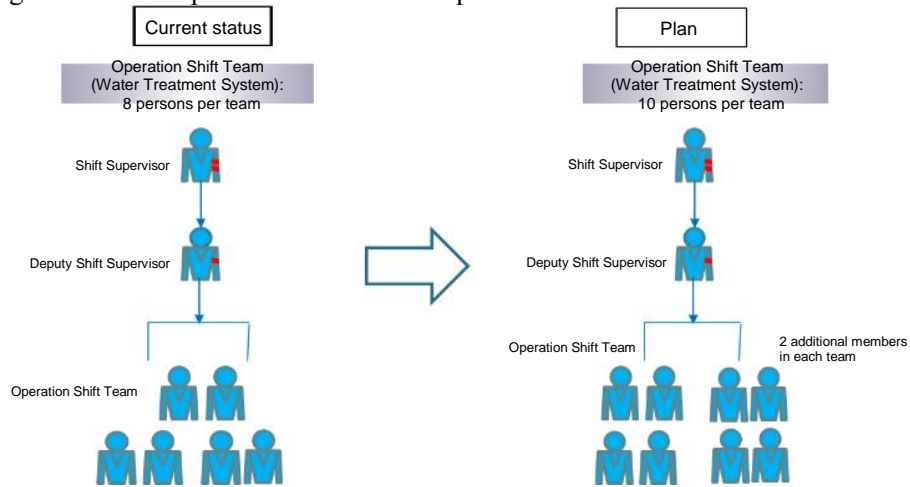 Current status
Operation Shift Team
(Water Treatment System):
8 persons per team
Shift Supervisor
Deputy Shift Supervisor
Operation Shift Team
Plan
Operation Shift Team
(Water Treatment System):
10 persons per team
Shift Supervisor
Deputy Shift Supervisor
Operation Shift Team
2 additional members
in each team